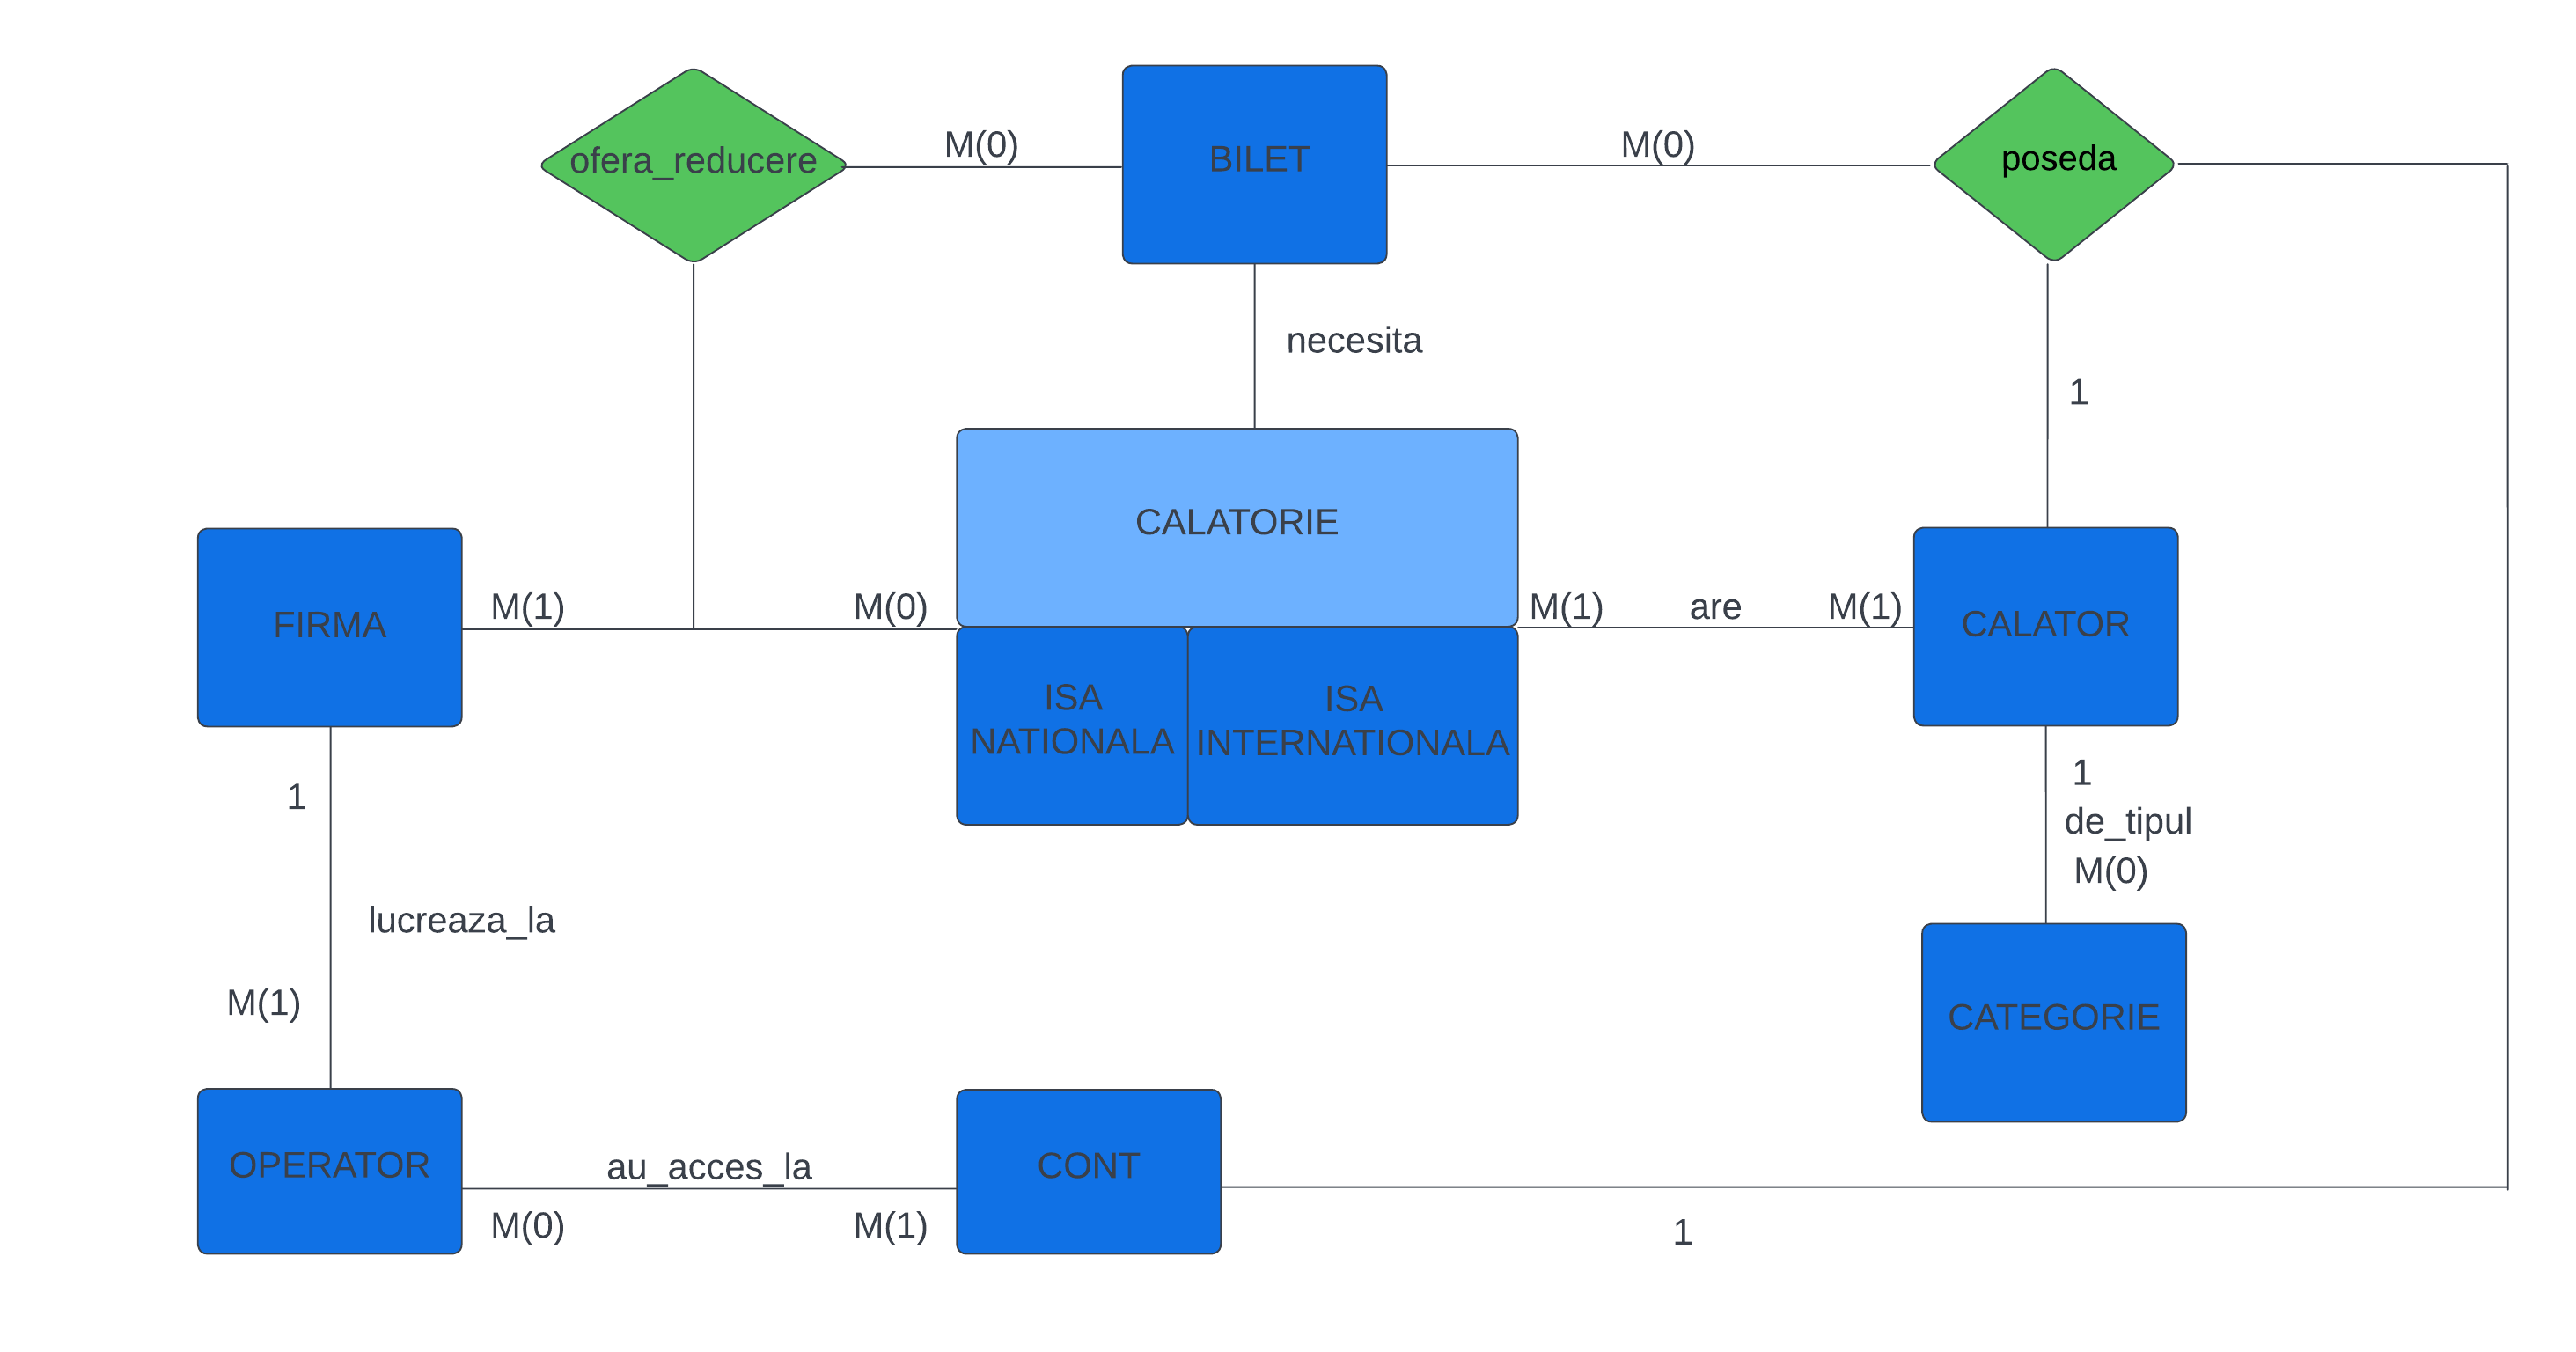 ofera_reducere
M(0)
BILET
M(0)
poseda
necesita
1
CALATORIE
FIRMA
M(1)
M(0)
M(1)
are
M(1)
CALATOR
ISA
NATIONALA
ISA
INTERNATIONALA
1
1
de_tipul
M(0)
lucreaza_la
M(1)
CATEGORIE
OPERATOR
au_acces_la
M(0)
M(1)
CONT
1